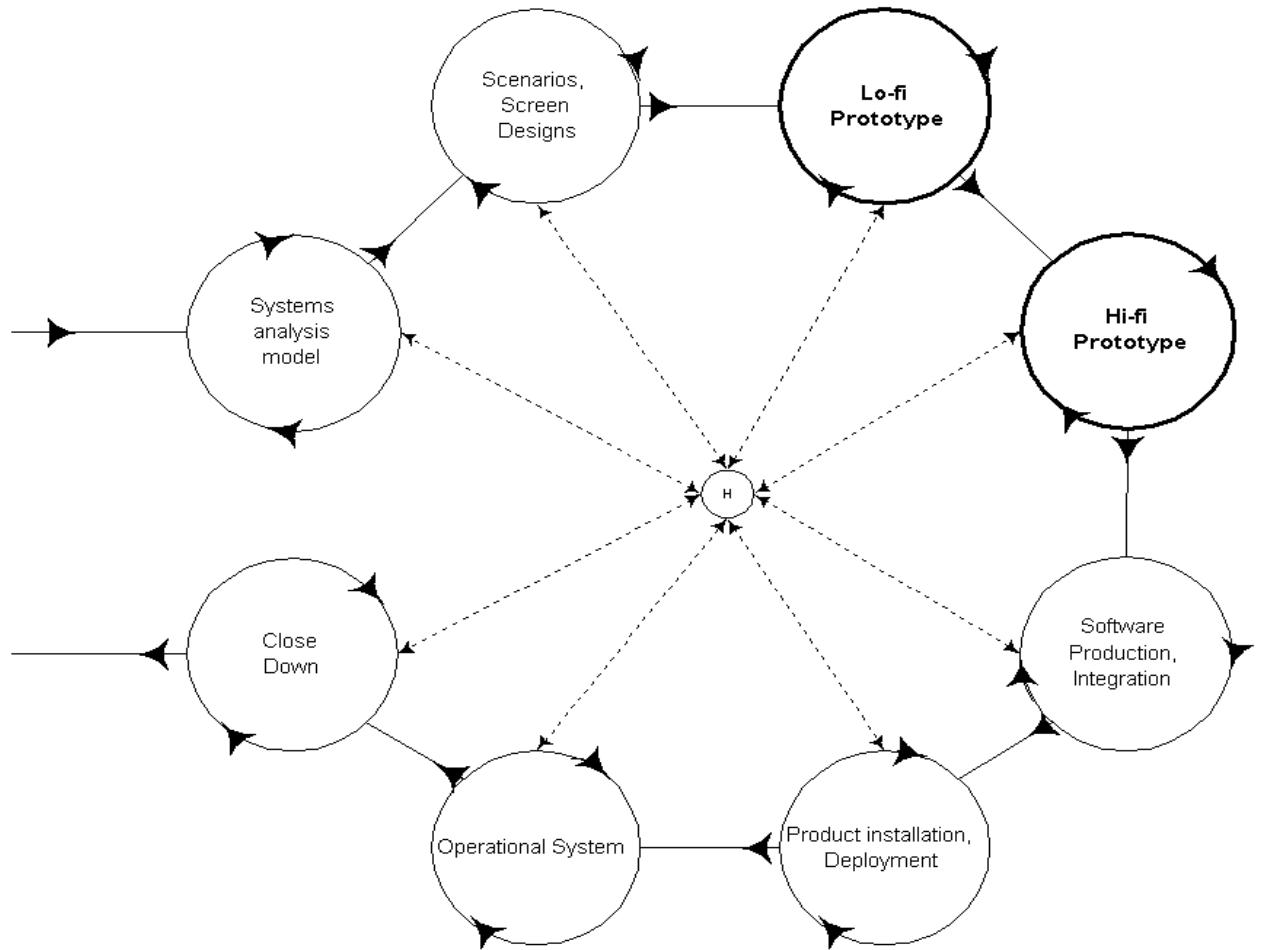 Scenarios,
Screen
Designs
Lo-fi
Prototype
Systems
analysis
model
Hi-fi
Prototype
H
Close
Down
Software
Production,
Integration
Operational System
Product installation,
Deployment